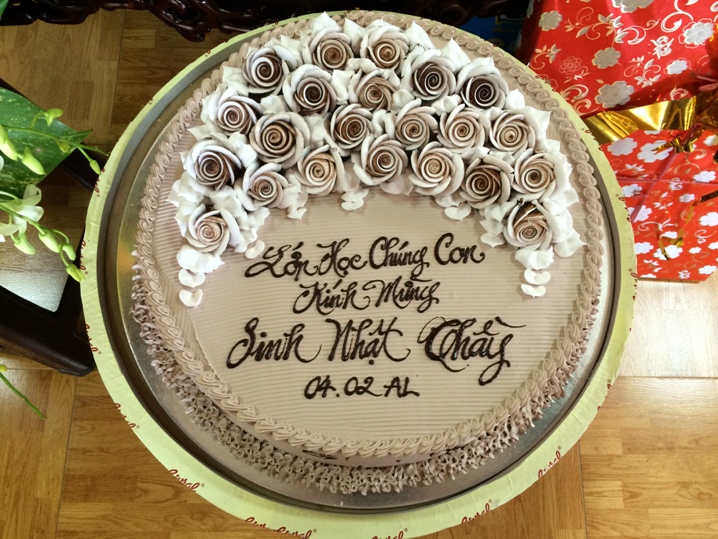 Lớp Học Chúng Con
Kính Mừng
Sinh Nhật Thầy
04.02 AL